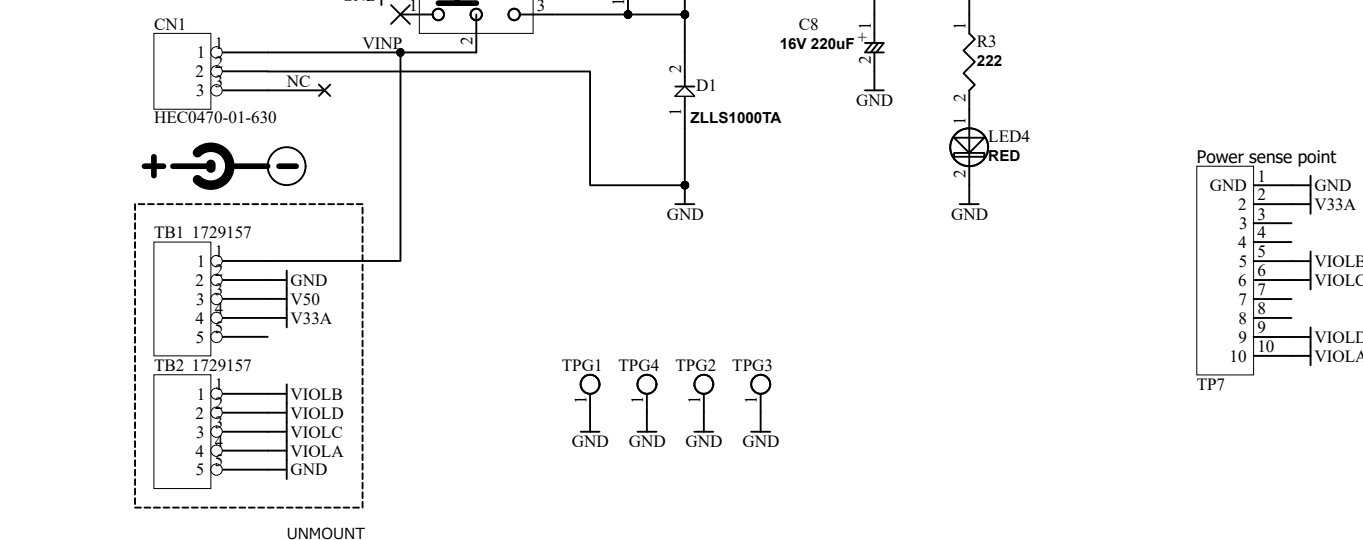 1
3
2
CN1
VINP
1 1
2 2
3 3
NC
HEC0470-01-630
+ -
2
D1
1
ZLLS1000TA
GND
C8
16V 220uF
+ 1
2
GND
1
R3
222
2
1
LED4
RED
2
GND
Power sense point
GND 1 GND
2 2 V33A
3 3
4 4
5 5 VIOLB
6 6 VIOLC
7 7
8 8
9 9 VIOLD
10 10 VIOLA
TP7
TB1 1729157
1 1
2 2 GND
3 3 V50
4 4 V33A
5 5
TB2 1729157
1 1 VIOLB
2 2 VIOLD
3 3 VIOLC
4 4 VIOLA
5 5 GND
UNMOUNT
TPG1 TPG4 TPG2 TPG3
1 1 1 1
GND GND GND GND